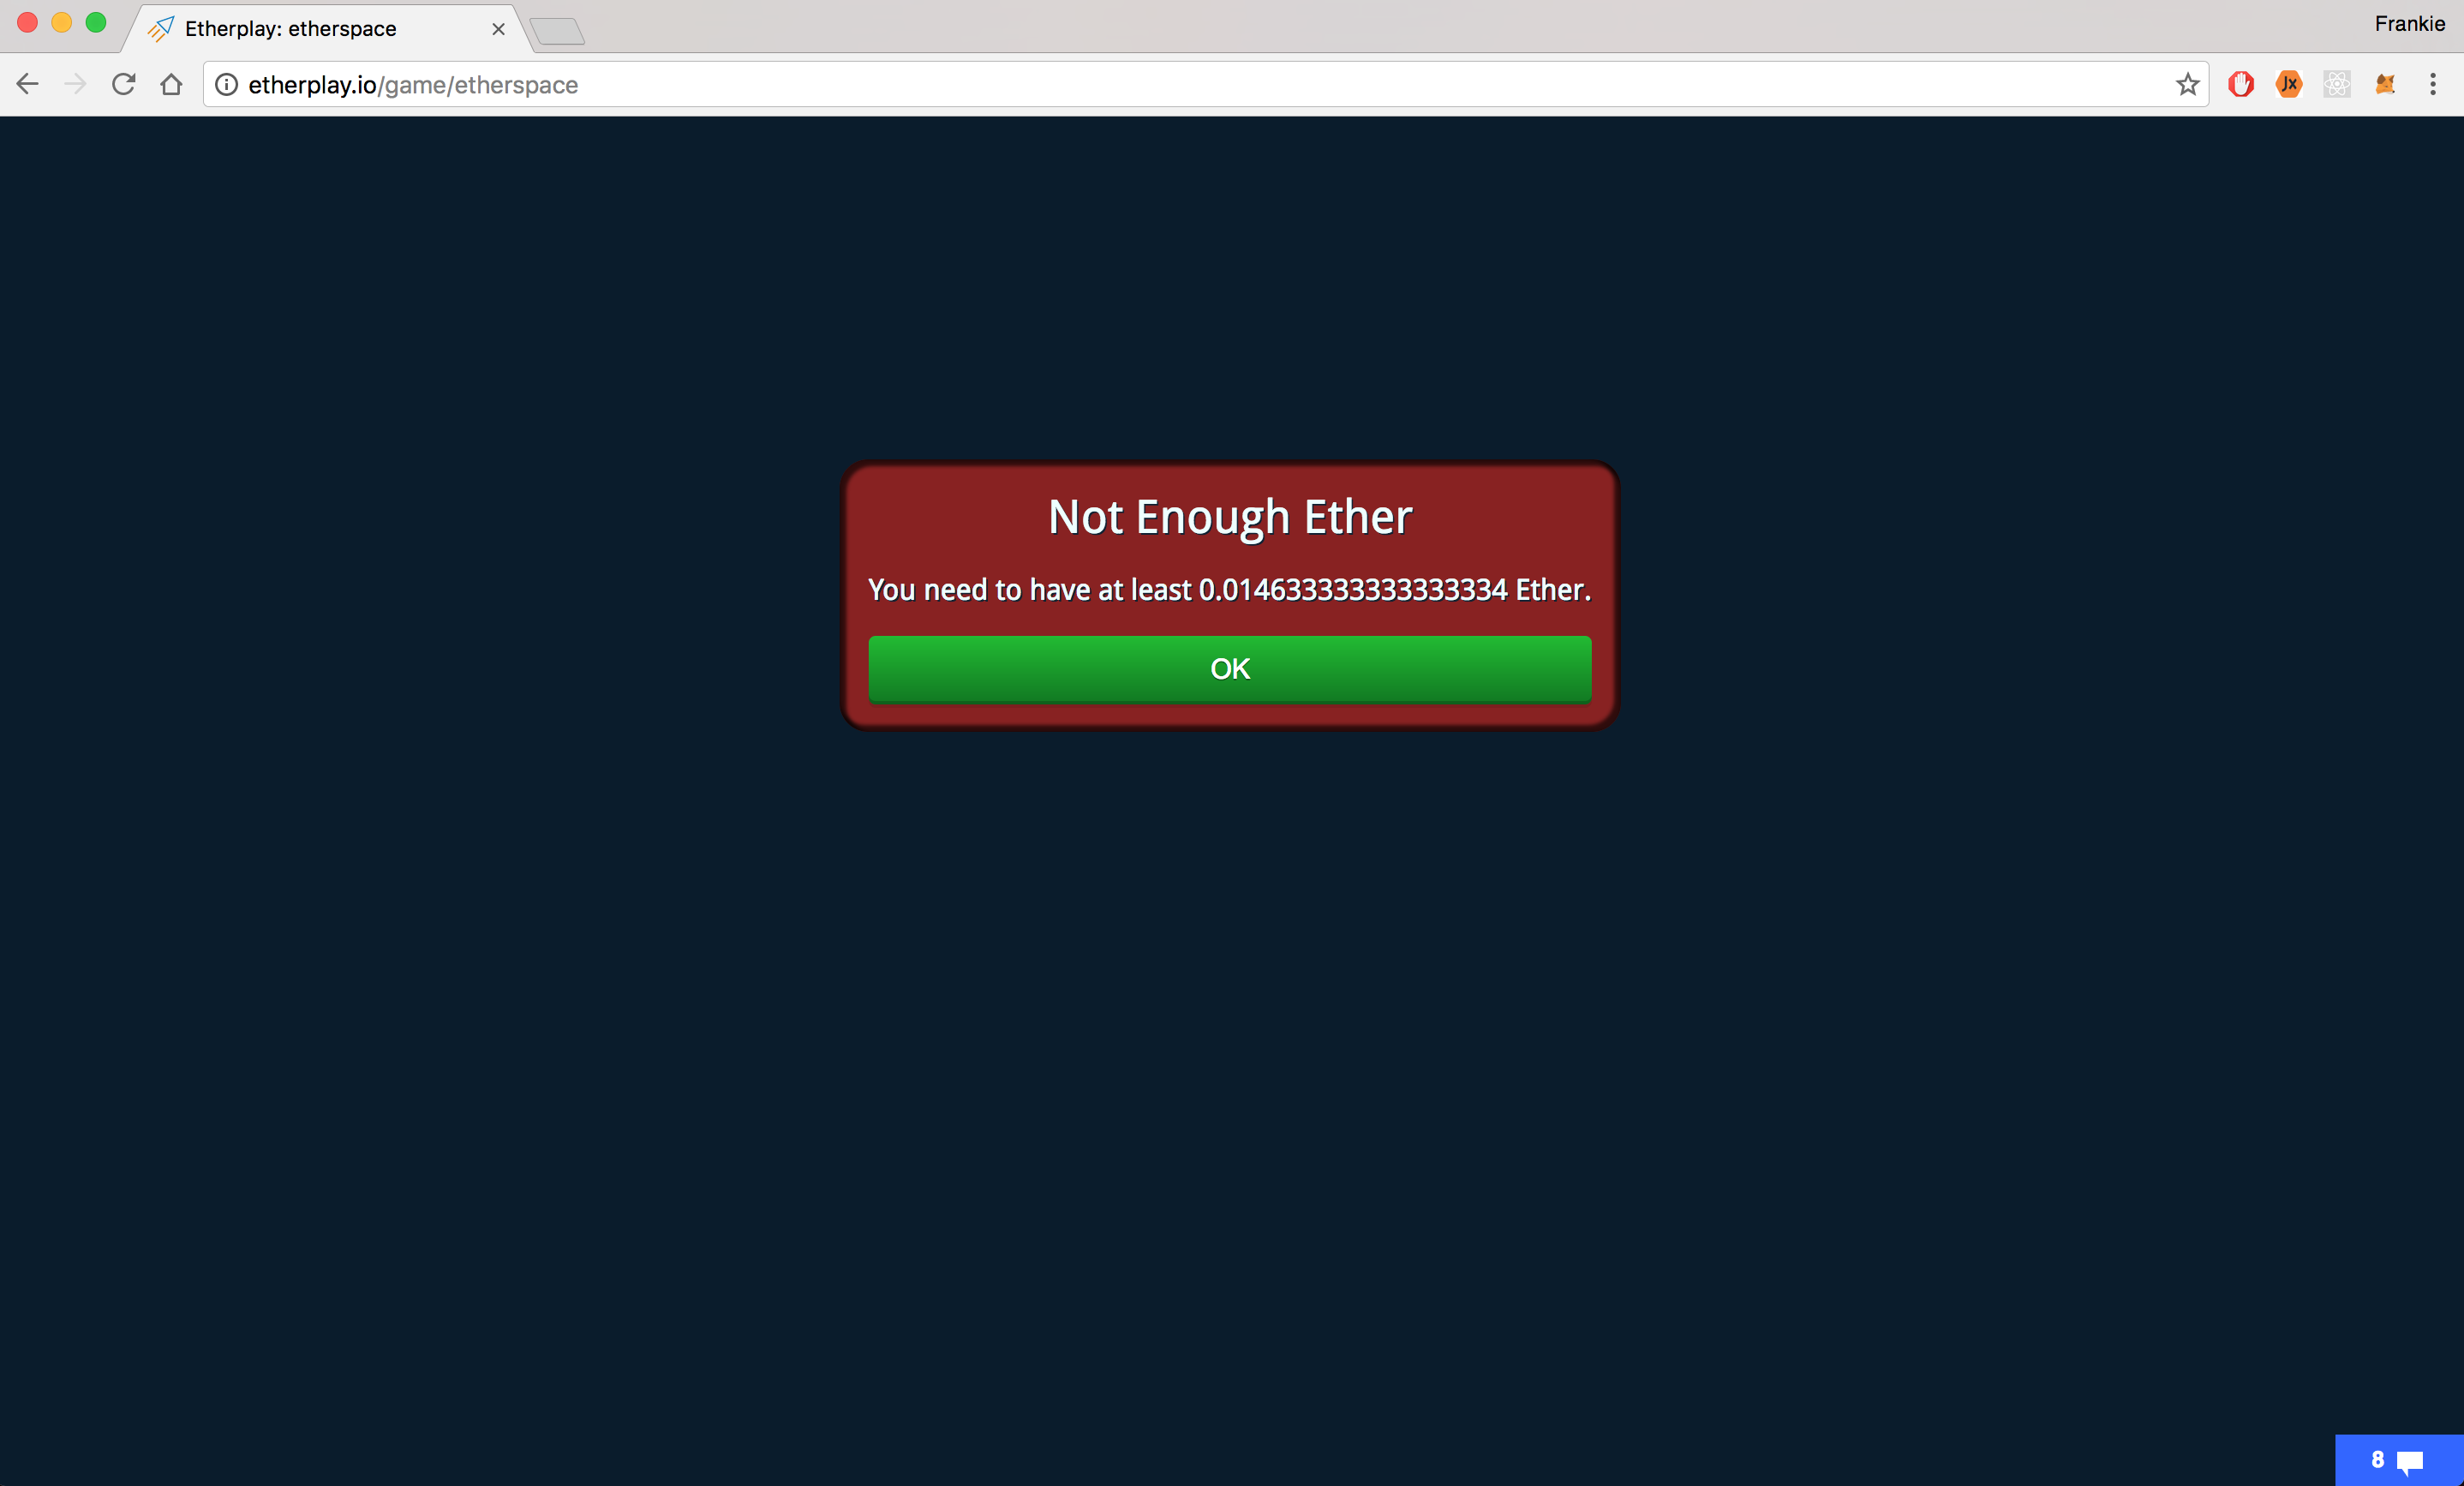 Etherplay: etherspace
Frankie
etherplay.io/game/etherspace
JX
Not Enough Ether
You need to have at least 0.014633333333333334 Ether.
OK
8